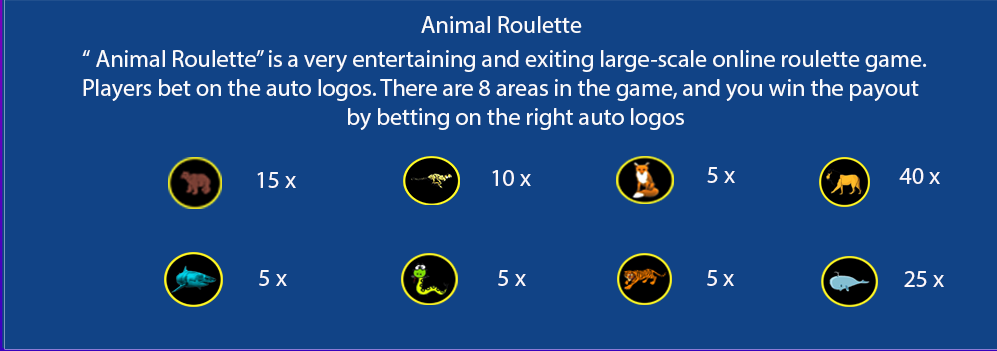 Animal Roulette
“ Animal Roulette” is a very entertaining and exiting large-scale online roulette game.
Players bet on the auto logos. There are 8 areas in the game, and you win the payout
by betting on the right auto logos
15 x
10 x
5 x
40 x
5 x
5 x
5 x
25 x